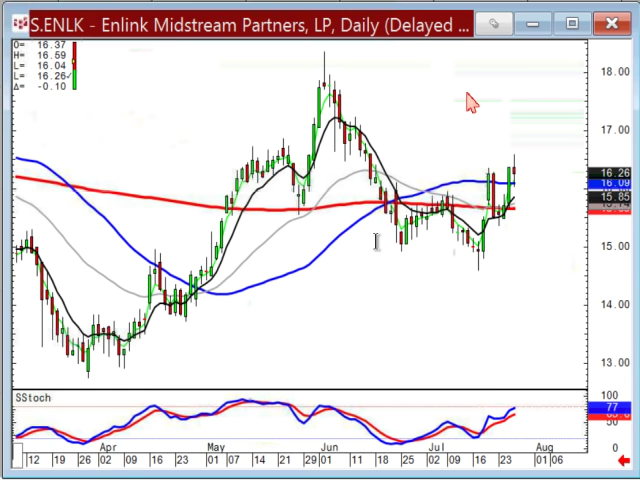 S.ENLK - Enlink Midstream Partners, LP, Daily (Delayed ...
O= 16.37
H= 16.59
L= 16.04
L= 16.26✓
Δ= -0.10
18.00
17.00
16.26
16.09
15.85
15.00
14.00
13.00
SStoch
100
77
50
0
Apr May Jun Jul Aug
12 19 26 02 09 16 23 01 07 14 21 29 01 11 18 25 02 09 16 23 01 06